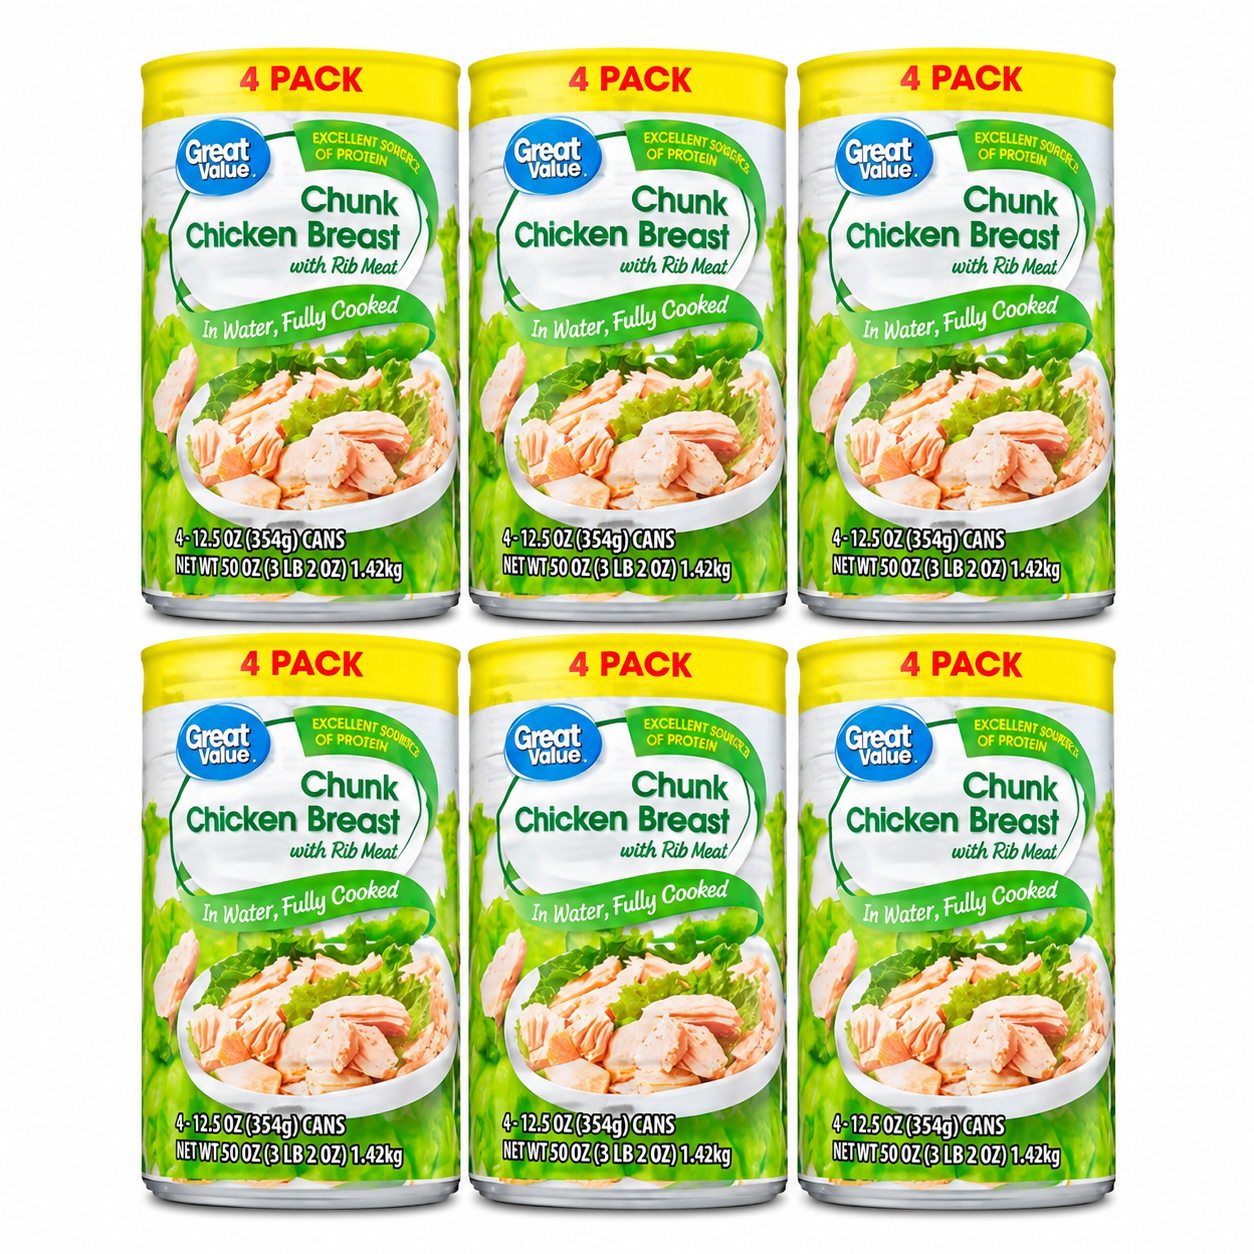 4 PACK
Great
Value.
EXCELLENT
OF PROTEIN
Chunk
Chicken Breast
with Rib Meat
In Water, Fully Cooked
4-12.5 OZ (354g) CANS
NET WT 50 OZ (3 LB 2 OZ) 1.42kg
4 PACK
Great
Value.
EXCELLENT
OF PROTEIN
Chunk
Chicken Breast
with Rib Meat
In Water, Fully Cooked
4-12.5 OZ (354g) CANS
NET WT 50 OZ (3 LB 2 OZ) 1.42kg
4 PACK
Great
Value.
EXCELLENT
OF PROTEIN
Chunk
Chicken Breast
with Rib Meat
In Water, Fully Cooked
4-12.5 OZ (354g) CANS
NET WT 50 OZ (3 LB 2 OZ) 1.42kg
4 PACK
Great
Value.
EXCELLENT
OF PROTEIN
Chunk
Chicken Breast
with Rib Meat
In Water, Fully Cooked
4-12.5 OZ (354g) CANS
NET WT 50 OZ (3 LB 2 OZ) 1.42kg
4 PACK
Great
Value.
EXCELLENT
OF PROTEIN
Chunk
Chicken Breast
with Rib Meat
In Water, Fully Cooked
4-12.5 OZ (354g) CANS
NET WT 50 OZ (3 LB 2 OZ) 1.42kg
4 PACK
Great
Value.
EXCELLENT
OF PROTEIN
Chunk
Chicken Breast
with Rib Meat
In Water, Fully Cooked
4-12.5 OZ (354g) CANS
NET WT 50 OZ (3 LB 2 OZ) 1.42kg